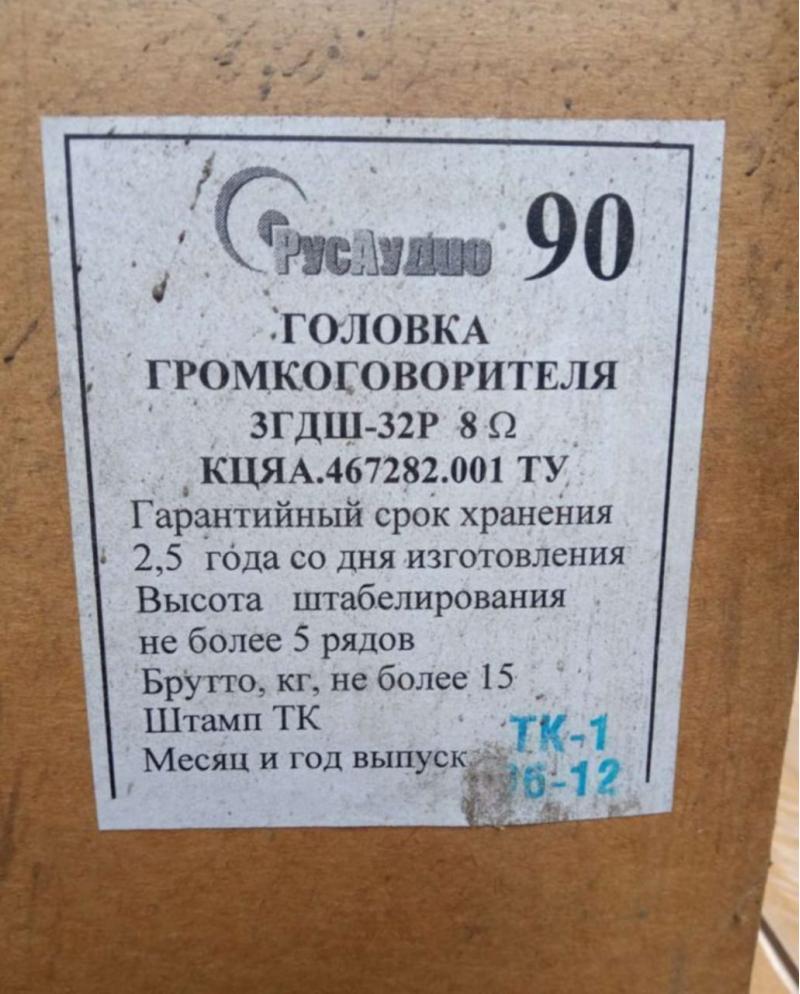 РусАудио 90
ГОЛОВКА
ГРОМКОГОВОРИТЕЛЯ
3ГДШ-32Р 8 Ω
КЦЯА.467282.001 ТУ
Гарантийный срок хранения
2,5 года со дня изготовления
Высота штабелирования
не более 5 рядов
Брутто, кг, не более 15
Штамп ТК ТК-1
Месяц и год выпуск 6-12